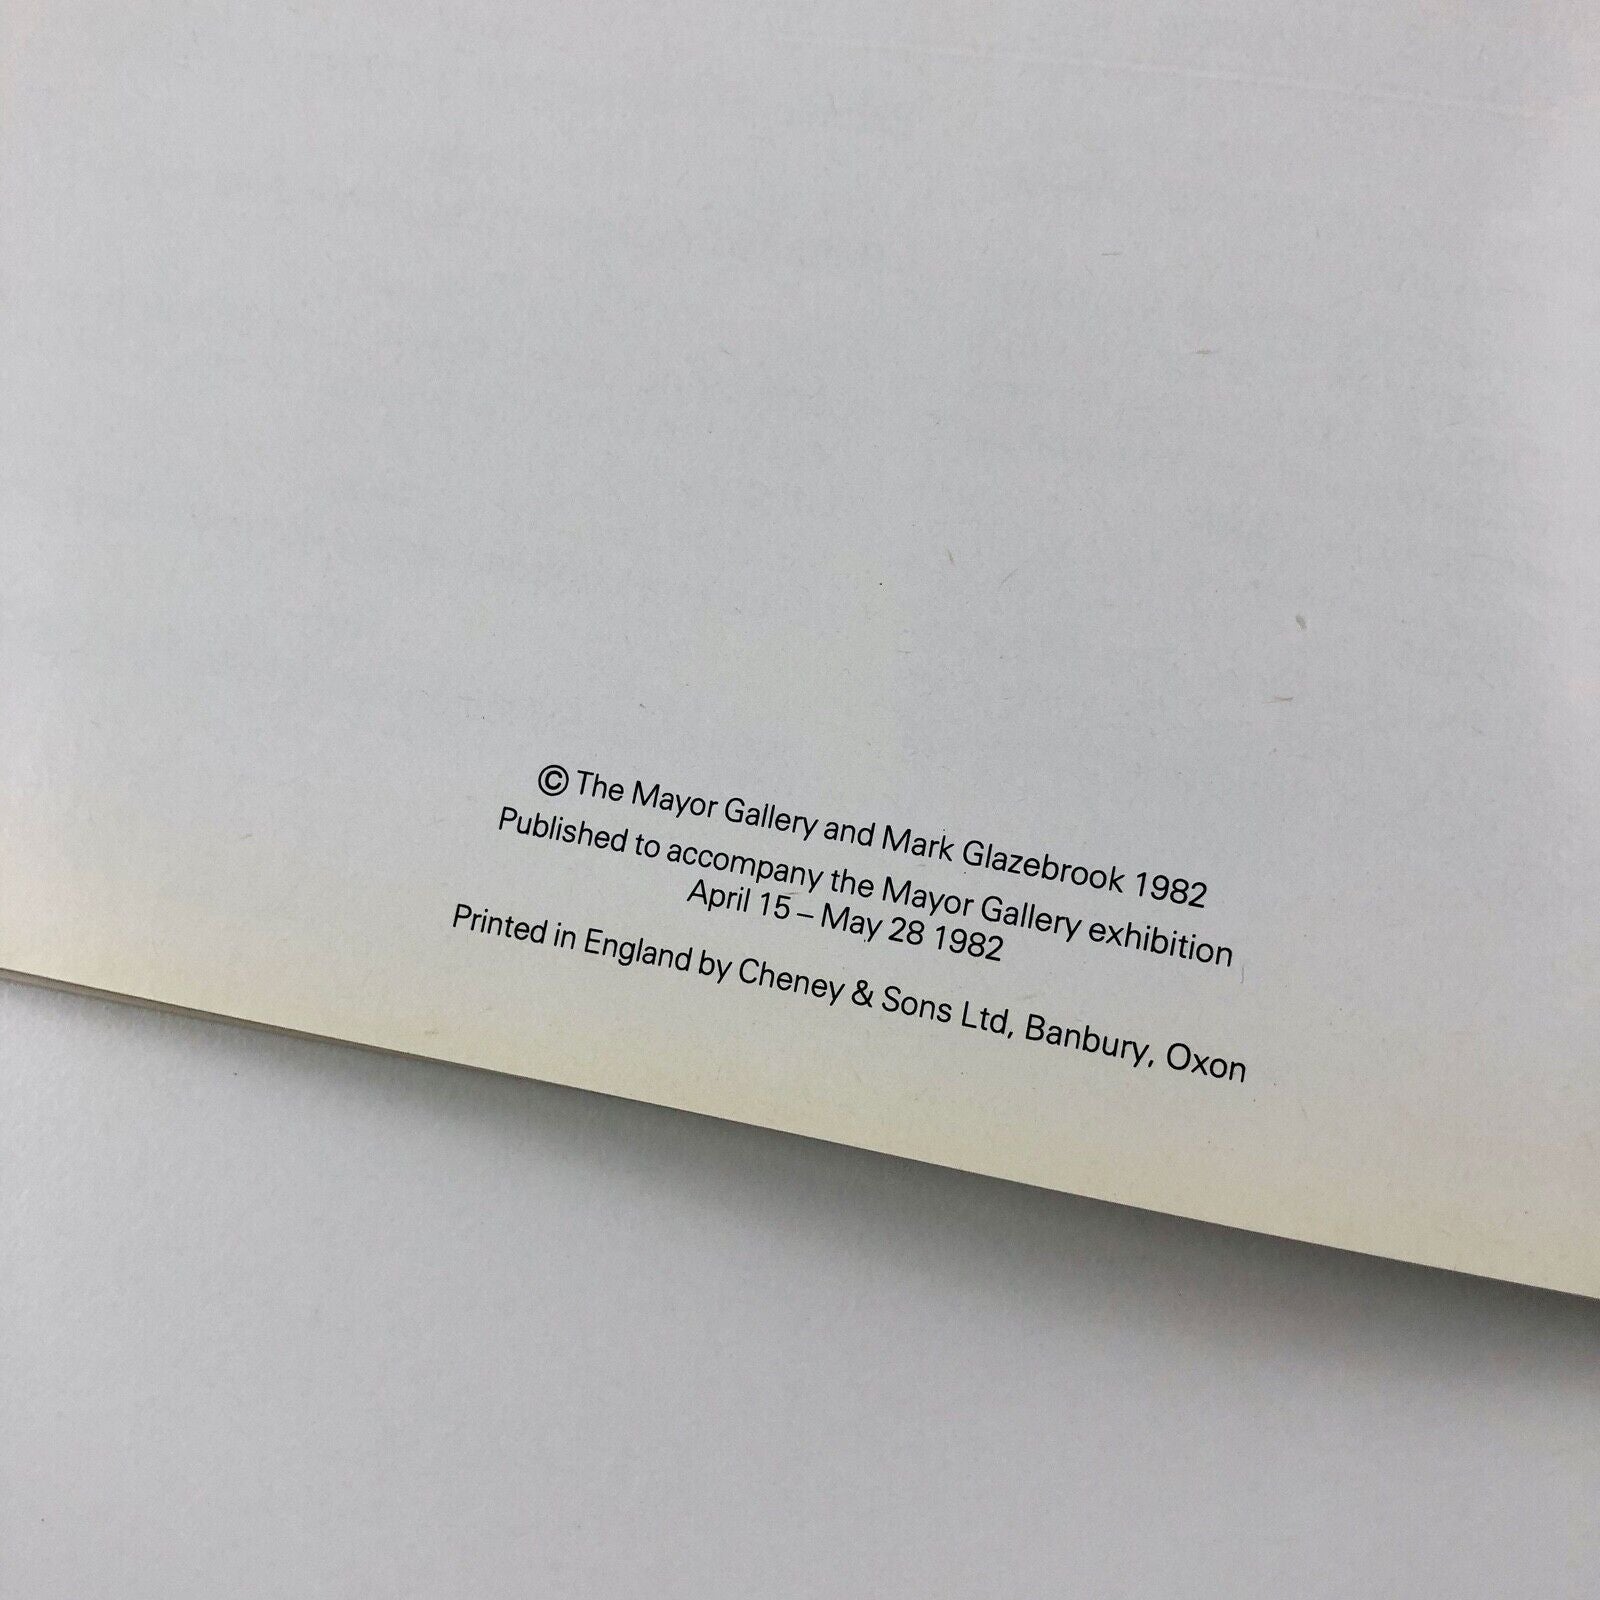 © The Mayor Gallery and Mark Glazebrook 1982
Published to accompany the Mayor Gallery exhibition
April 15 – May 28 1982
Printed in England by Cheney & Sons Ltd, Banbury, Oxon